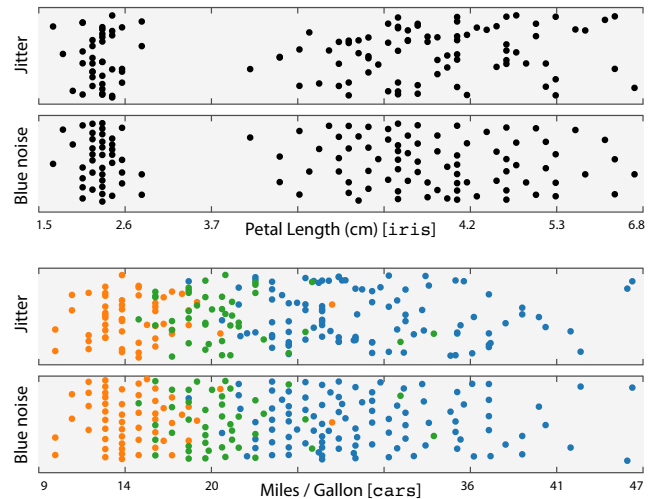 Jitter
Blue noise
1.5 2.6 3.7 4.2 5.3 6.8
Petal Length (cm) [iris]
Jitter
Blue noise
9 14 20 36 41 47
Miles / Gallon [cars]